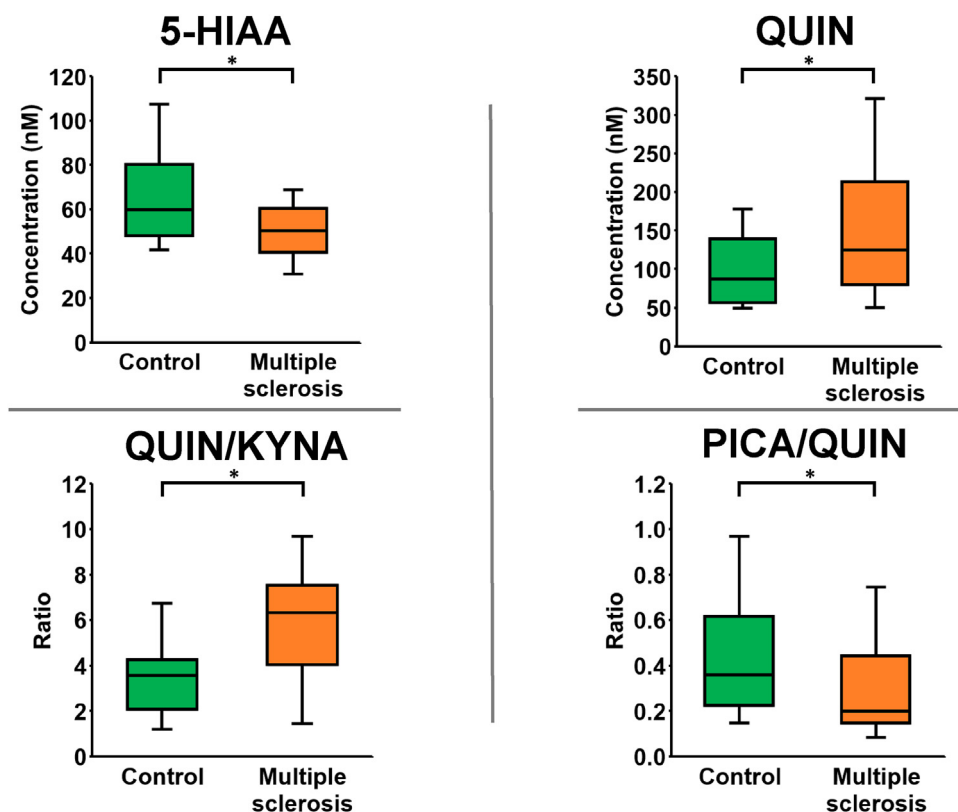 5-HIAA
*
120
100
80
60
40
20
0
Concentration (nM)
Control
Multiple
sclerosis
QUIN
*
350
300
250
200
150
100
50
0
Concentration (nM)
Control
Multiple
sclerosis
QUIN/KYNA
*
12
10
8
6
4
2
0
Ratio
Control
Multiple
sclerosis
PICA/QUIN
*
1.2
1.0
0.8
0.6
0.4
0.2
0.0
Ratio
Control
Multiple
sclerosis